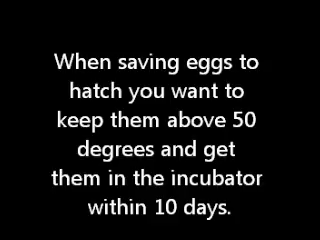 When saving eggs to
hatch you want to
keep them above 50
degrees and get
them in the incubator
within 10 days.